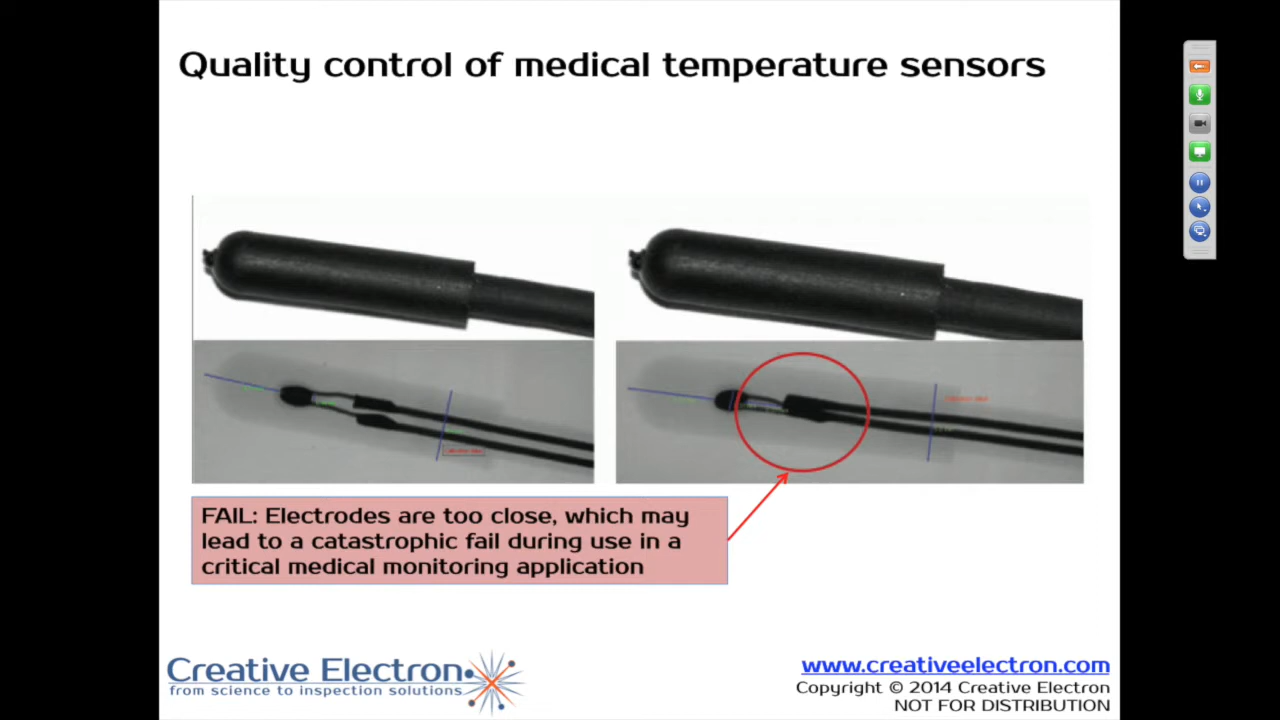 Quality control of medical temperature sensors
FAIL: Electrodes are too close, which may
lead to a catastrophic fail during use in a
critical medical monitoring application
Creative Electron
from science to inspection solutions
www.creativeelectron.com
Copyright © 2014 Creative Electron
NOT FOR DISTRIBUTION